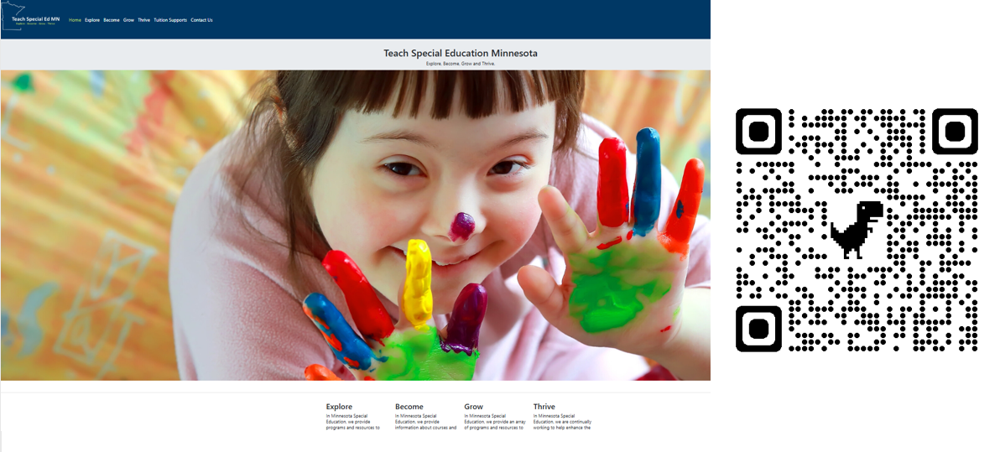 Teach Special Ed MN
Explore · Become · Grow · Thrive
Home Explore Become Grow Thrive Tuition Supports Contact Us
Teach Special Education Minnesota
Explore, Become, Grow and Thrive.
Explore
In Minnesota Special
Education, we provide
programs and resources to
Become
In Minnesota Special
Education, we provide
information about courses and
Grow
In Minnesota Special
Education, we provide an array
of programs and resources to
Thrive
In Minnesota Special
Education, we are continually
working to help enhance the